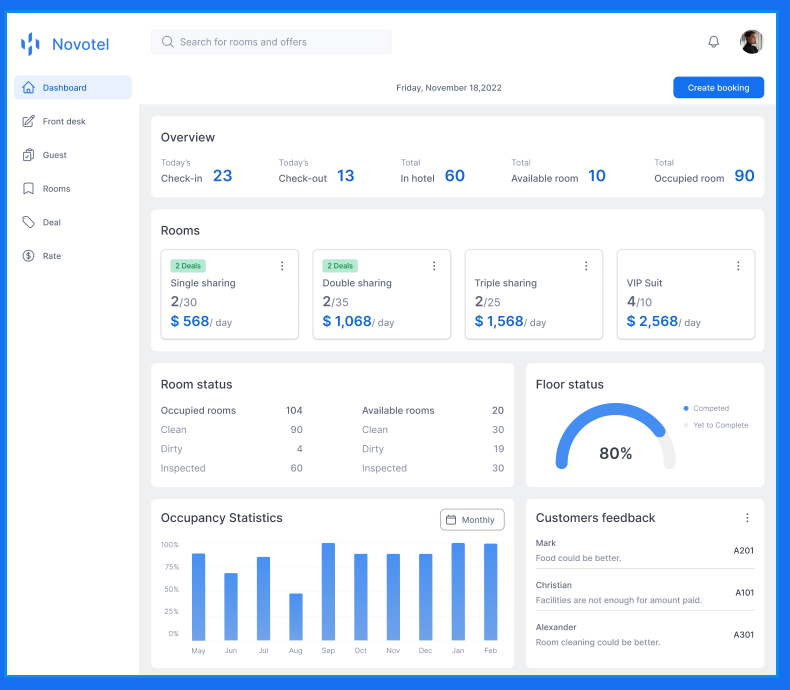 Novotel
Search for rooms and offers
Dashboard
Front desk
Guest
Rooms
Deal
Rate
Friday, November 18,2022
Create booking
Overview
Today's
Check-in 23
Today's
Check-out 13
Total
In hotel 60
Total
Available room 10
Total
Occupied room 90
Rooms
2 Deals
Single sharing
2/30
$ 568/ day
2 Deals
Double sharing
2/35
$ 1,068/ day
Triple sharing
2/25
$ 1,568/ day
VIP Suit
4/10
$ 2,568/ day
Room status
Occupied rooms 104
Clean 90
Dirty 4
Inspected 60
Available rooms 20
Clean 30
Dirty 19
Inspected 30
Floor status
Competed
Yet to Complete
80%
Occupancy Statistics
Monthly
100%
75%
50%
25%
0%
May Jun Jul Aug Sep Oct Nov Dec Jan Feb
Customers feedback
Mark
Food could be better.
A201
Christian
Facilities are not enough for amount paid.
A101
Alexander
Room cleaning could be better.
A301